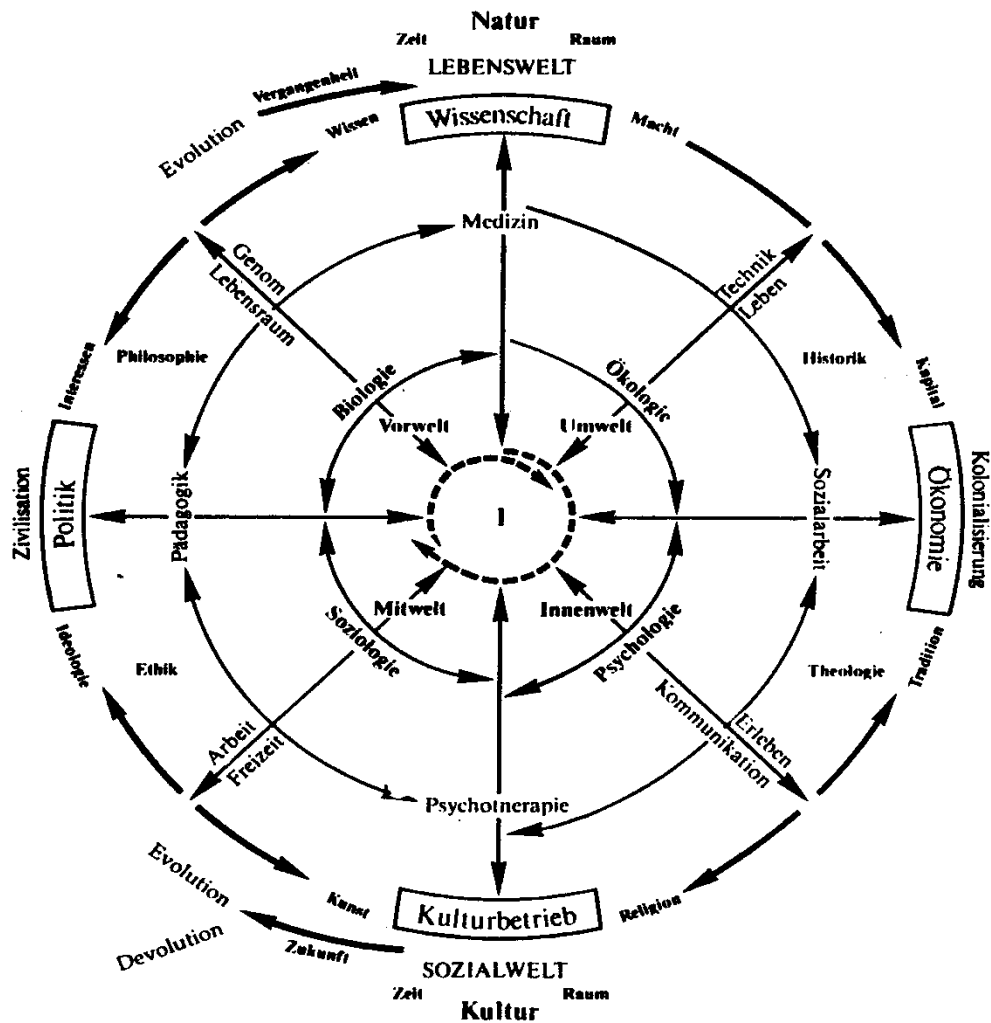 Natur
Zeit Raum
LEBENSWELT
Vergangenheit
Evolution
Wissen
Wissenschaft
Macht
Medizin
Genom
Lebensraum
Technik
Leben
Interessen
Philosophie
Historik
Kapital
Biologie
Ökologie
Vorwelt
Umwelt
Zivilisation
Politik
Pädagogik
I
Sozialarbeit
Ökonomie
Kolonialisierung
Mitwelt
Innenwelt
Soziologie
Psychologie
Ideologie
Ethik
Theologie
Tradition
Arbeit
Freizeit
Erleben
Kommunikation
Psychotnerapie
Evolution
Devolution
Kunst
Kulturbetrieb
Religion
Zukunft
SOZIALWELT
Zeit Raum
Kultur